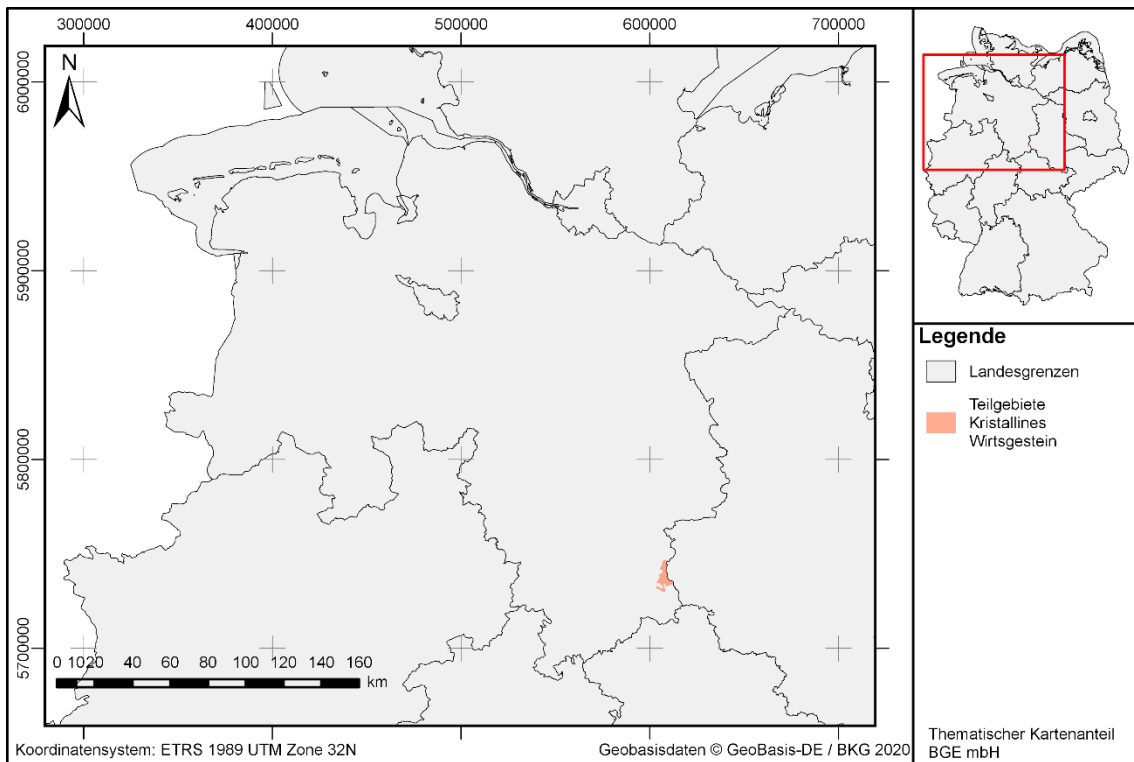 300000 400000 500000 600000 700000
N
6000000
5900000
5800000
5700000
0 10 20 40 60 80 100 120 140 160
km
Koordinatensystem: ETRS 1989 UTM Zone 32N
Geobasisdaten © GeoBasis-DE / BKG 2020
Legende
Landesgrenzen
Teilgebiete
Kristallines
Wirtsgestein
Thematischer Kartenanteil
BGE mbH